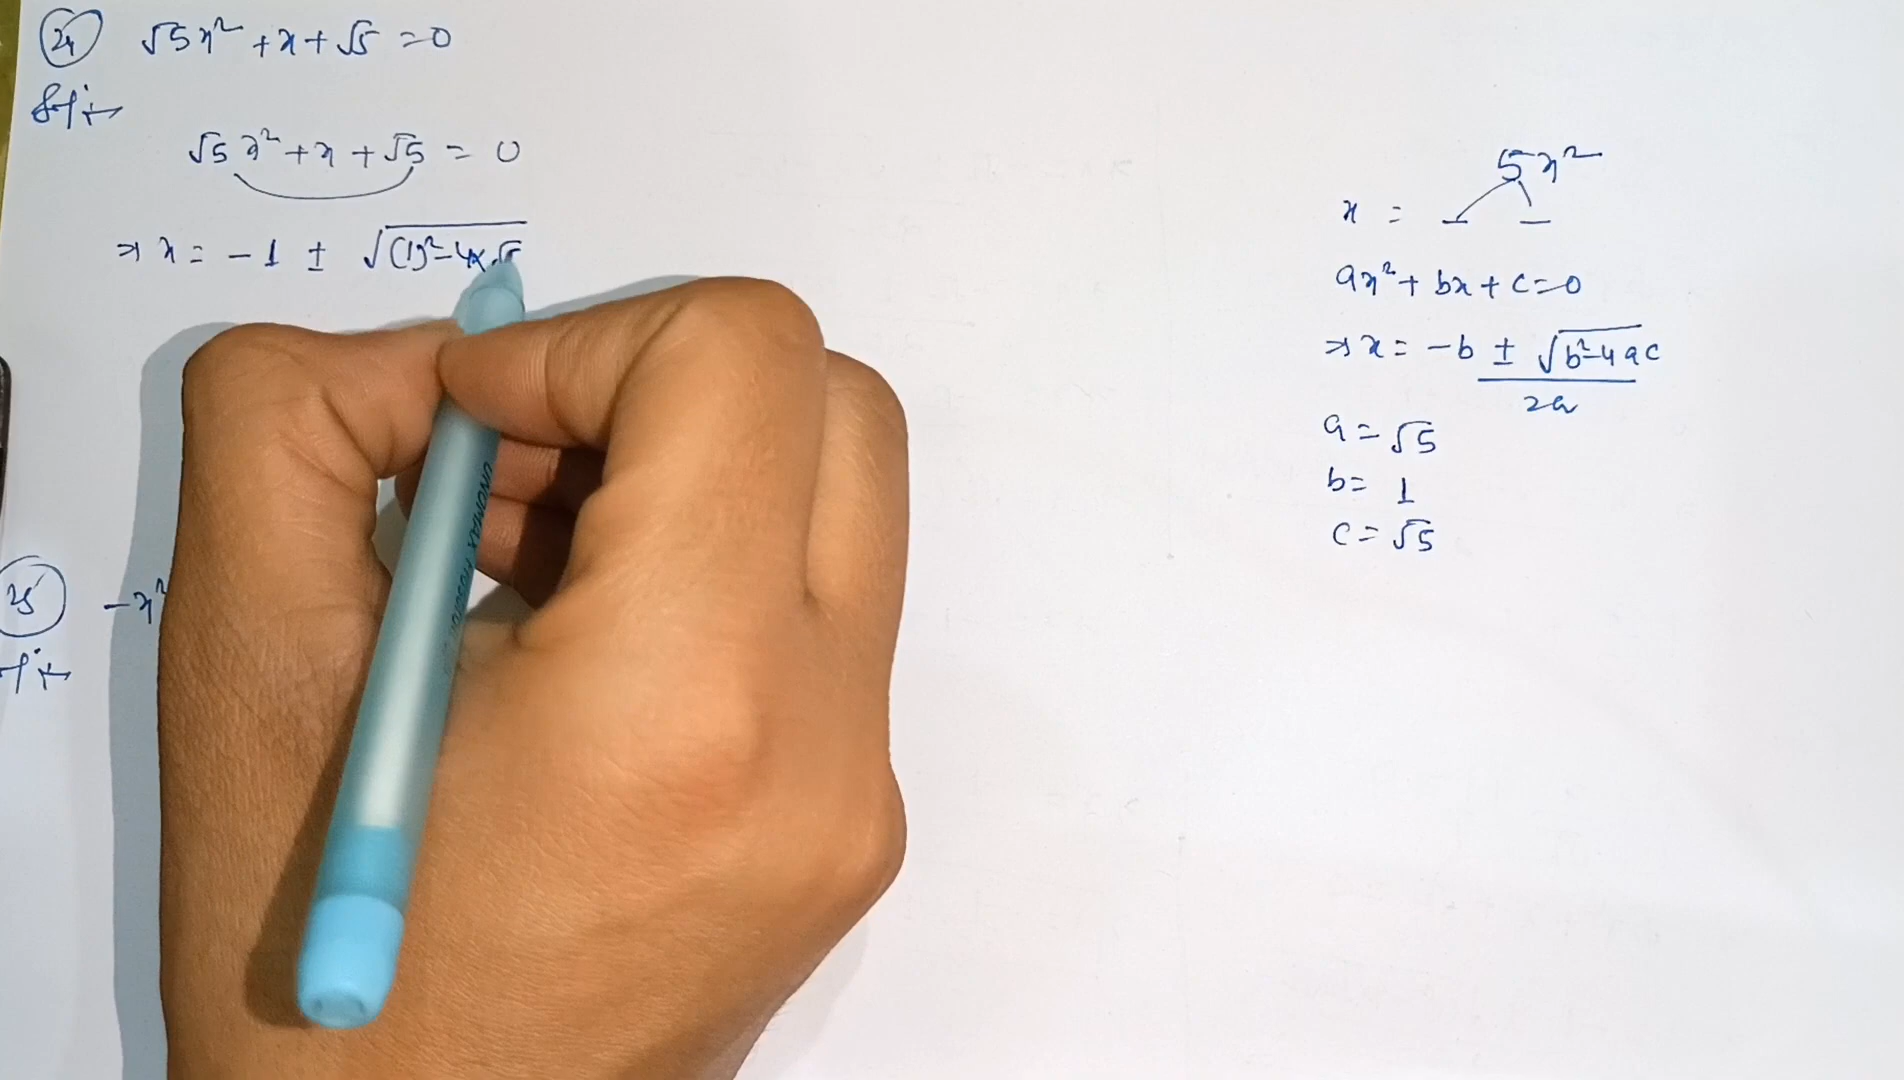 24 √5x² + x + √5 = 0
Sol:-
√5x² + x + √5 = 0
⇒ x = -1 ± √(1)²-4×√5
25 -x²
5x²
x =
ax² + bx + c = 0
⇒ x = -b ± √b²-4ac
2a
a = √5
b = 1
c = √5